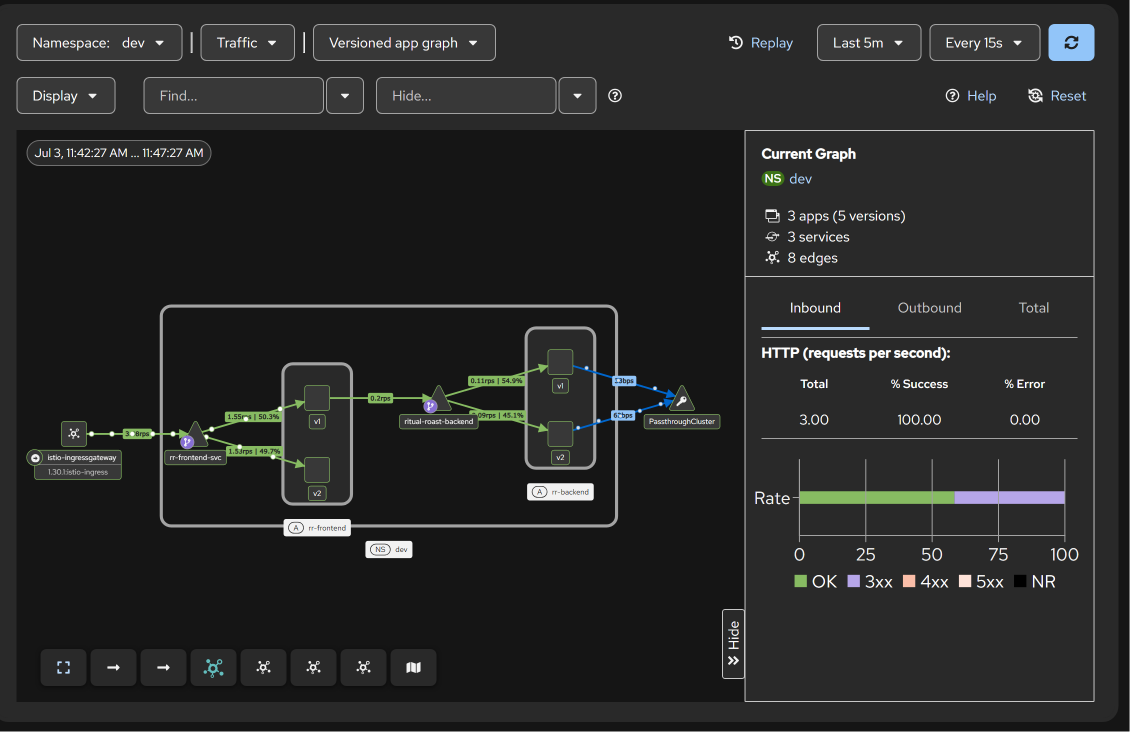 Namespace: dev
Traffic
Versioned app graph
Replay
Last 5m
Every 15s
Display
Find...
Hide...
Help
Reset
Jul 3, 11:42:27 AM ... 11:47:27 AM
Current Graph
NS dev
3 apps (5 versions)
3 services
8 edges
Inbound
Outbound
Total
HTTP (requests per second):
Total % Success % Error
3.00 100.00 0.00
Rate
0 25 50 75 100
OK 3xx 4xx 5xx NR
Hide
istio-ingressgateway
1.30.1:istio-ingress
rr-frontend-svc
| 50.3%
| 49.7%
v1
v2
A rr-frontend
NS dev
0.2rps
ritual-roast-backend
0.11rps | 54.9%
| 45.1%
v1
v2
A rr-backend
PassthroughCluster